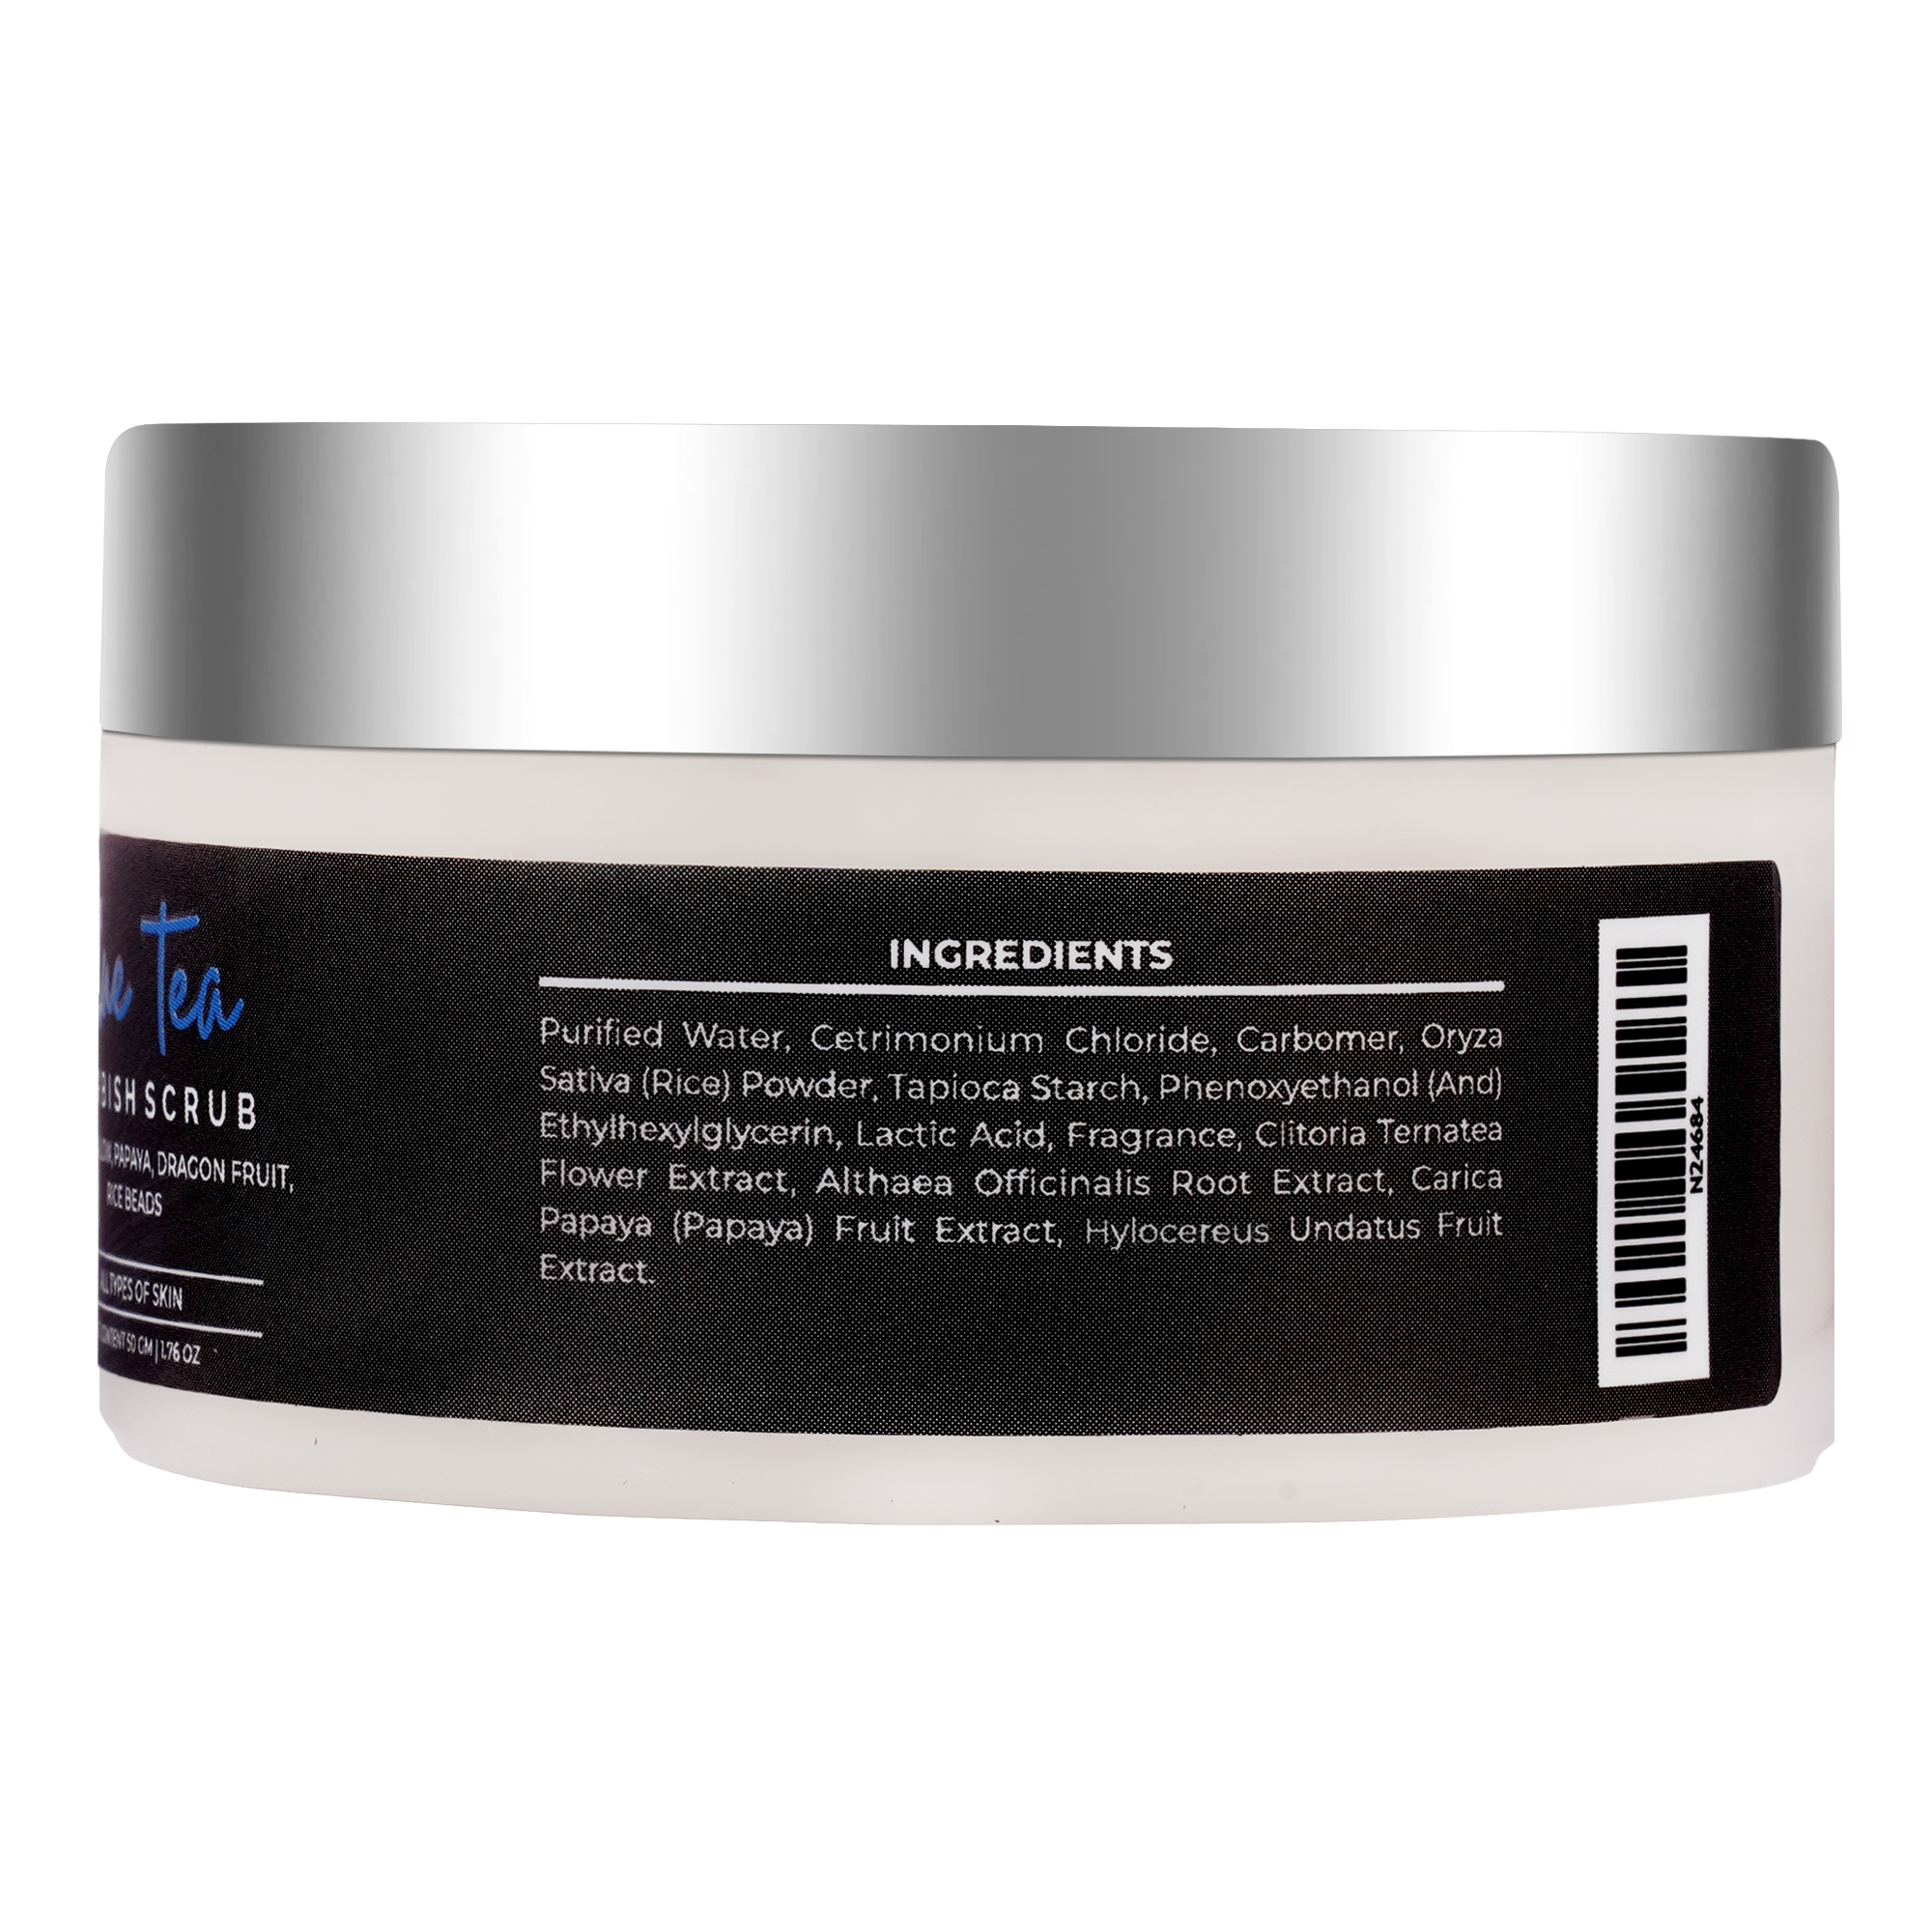 Tea
SCRUB
PAPAYA, DRAGON FRUIT,
RICE BEADS
ALL TYPES OF SKIN
CONTENT 50 GM | 1.76 OZ
INGREDIENTS
Purified Water, Cetrimonium Chloride, Carbomer, Oryza
Sativa (Rice) Powder, Tapioca Starch, Phenoxyethanol (And)
Ethylhexylglycerin, Lactic Acid, Fragrance, Clitoria Ternatea
Flower Extract, Althaea Officinalis Root Extract, Carica
Papaya (Papaya) Fruit Extract, Hylocereus Undatus Fruit
Extract.
N24684